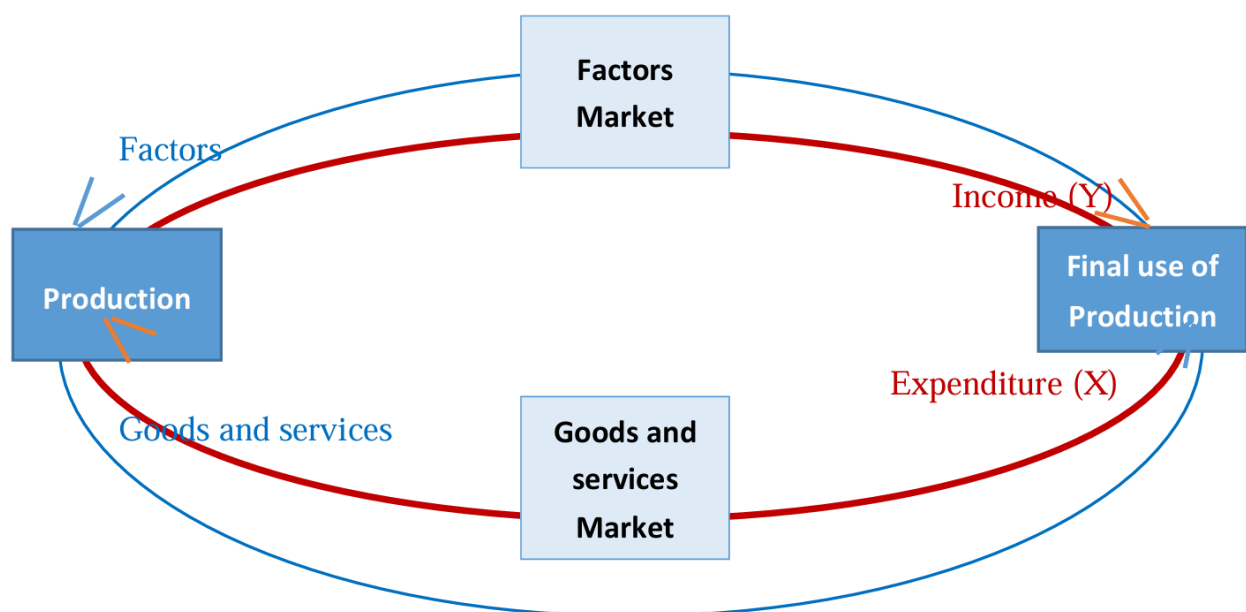 Factors
Market
Factors
Income (Y)
Production
Final use of
Production
Expenditure (X)
Goods and services
Goods and
services
Market